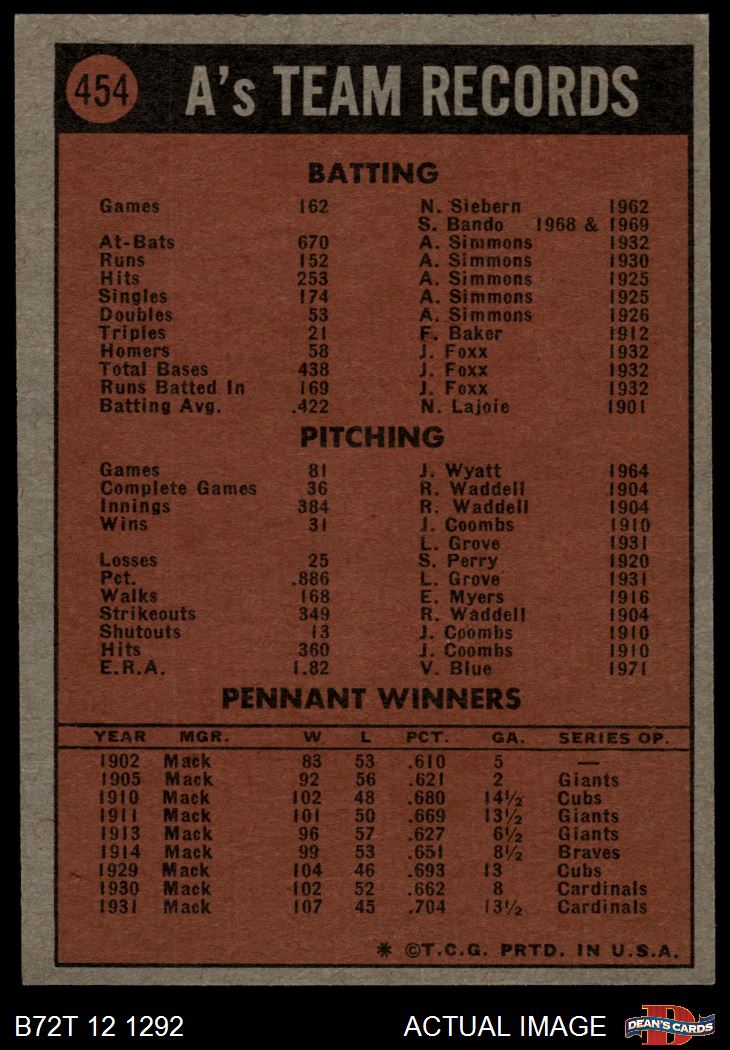 454 A's TEAM RECORDS
BATTING
Games 162 N. Siebern 1962
S. Bando 1968 & 1969
At-Bats 670 A. Simmons 1932
Runs 152 A. Simmons 1930
Hits 253 A. Simmons 1925
Singles 174 A. Simmons 1925
Doubles 53 A. Simmons 1926
Triples 21 F. Baker 1912
Homers 58 J. Foxx 1932
Total Bases 438 J. Foxx 1932
Runs Batted In 169 J. Foxx 1932
Batting Avg. .422 N. Lajoie 1901
PITCHING
Games 81 J. Wyatt 1964
Complete Games 36 R. Waddell 1904
Innings 384 R. Waddell 1904
Wins 31 J. Coombs 1910
L. Grove 1931
Losses 25 S. Perry 1920
Pct. .886 L. Grove 1931
Walks 168 E. Myers 1916
Strikeouts 349 R. Waddell 1904
Shutouts 13 J. Coombs 1910
Hits 360 J. Coombs 1910
E.R.A. 1.82 V. Blue 1971
PENNANT WINNERS
YEAR MGR. W L PCT. GA. SERIES OP.
1902 Mack 83 53 .610 5 —
1905 Mack 92 56 .621 2 Giants
1910 Mack 102 48 .680 14½ Cubs
1911 Mack 101 50 .669 13½ Giants
1913 Mack 96 57 .627 6½ Giants
1914 Mack 99 53 .651 8½ Braves
1929 Mack 104 46 .693 13 Cubs
1930 Mack 102 52 .662 8 Cardinals
1931 Mack 107 45 .704 13½ Cardinals
* ©T.C.G. PRTD. IN U.S.A.
B72T 12 1292 ACTUAL IMAGE D DEAN'S CARDS